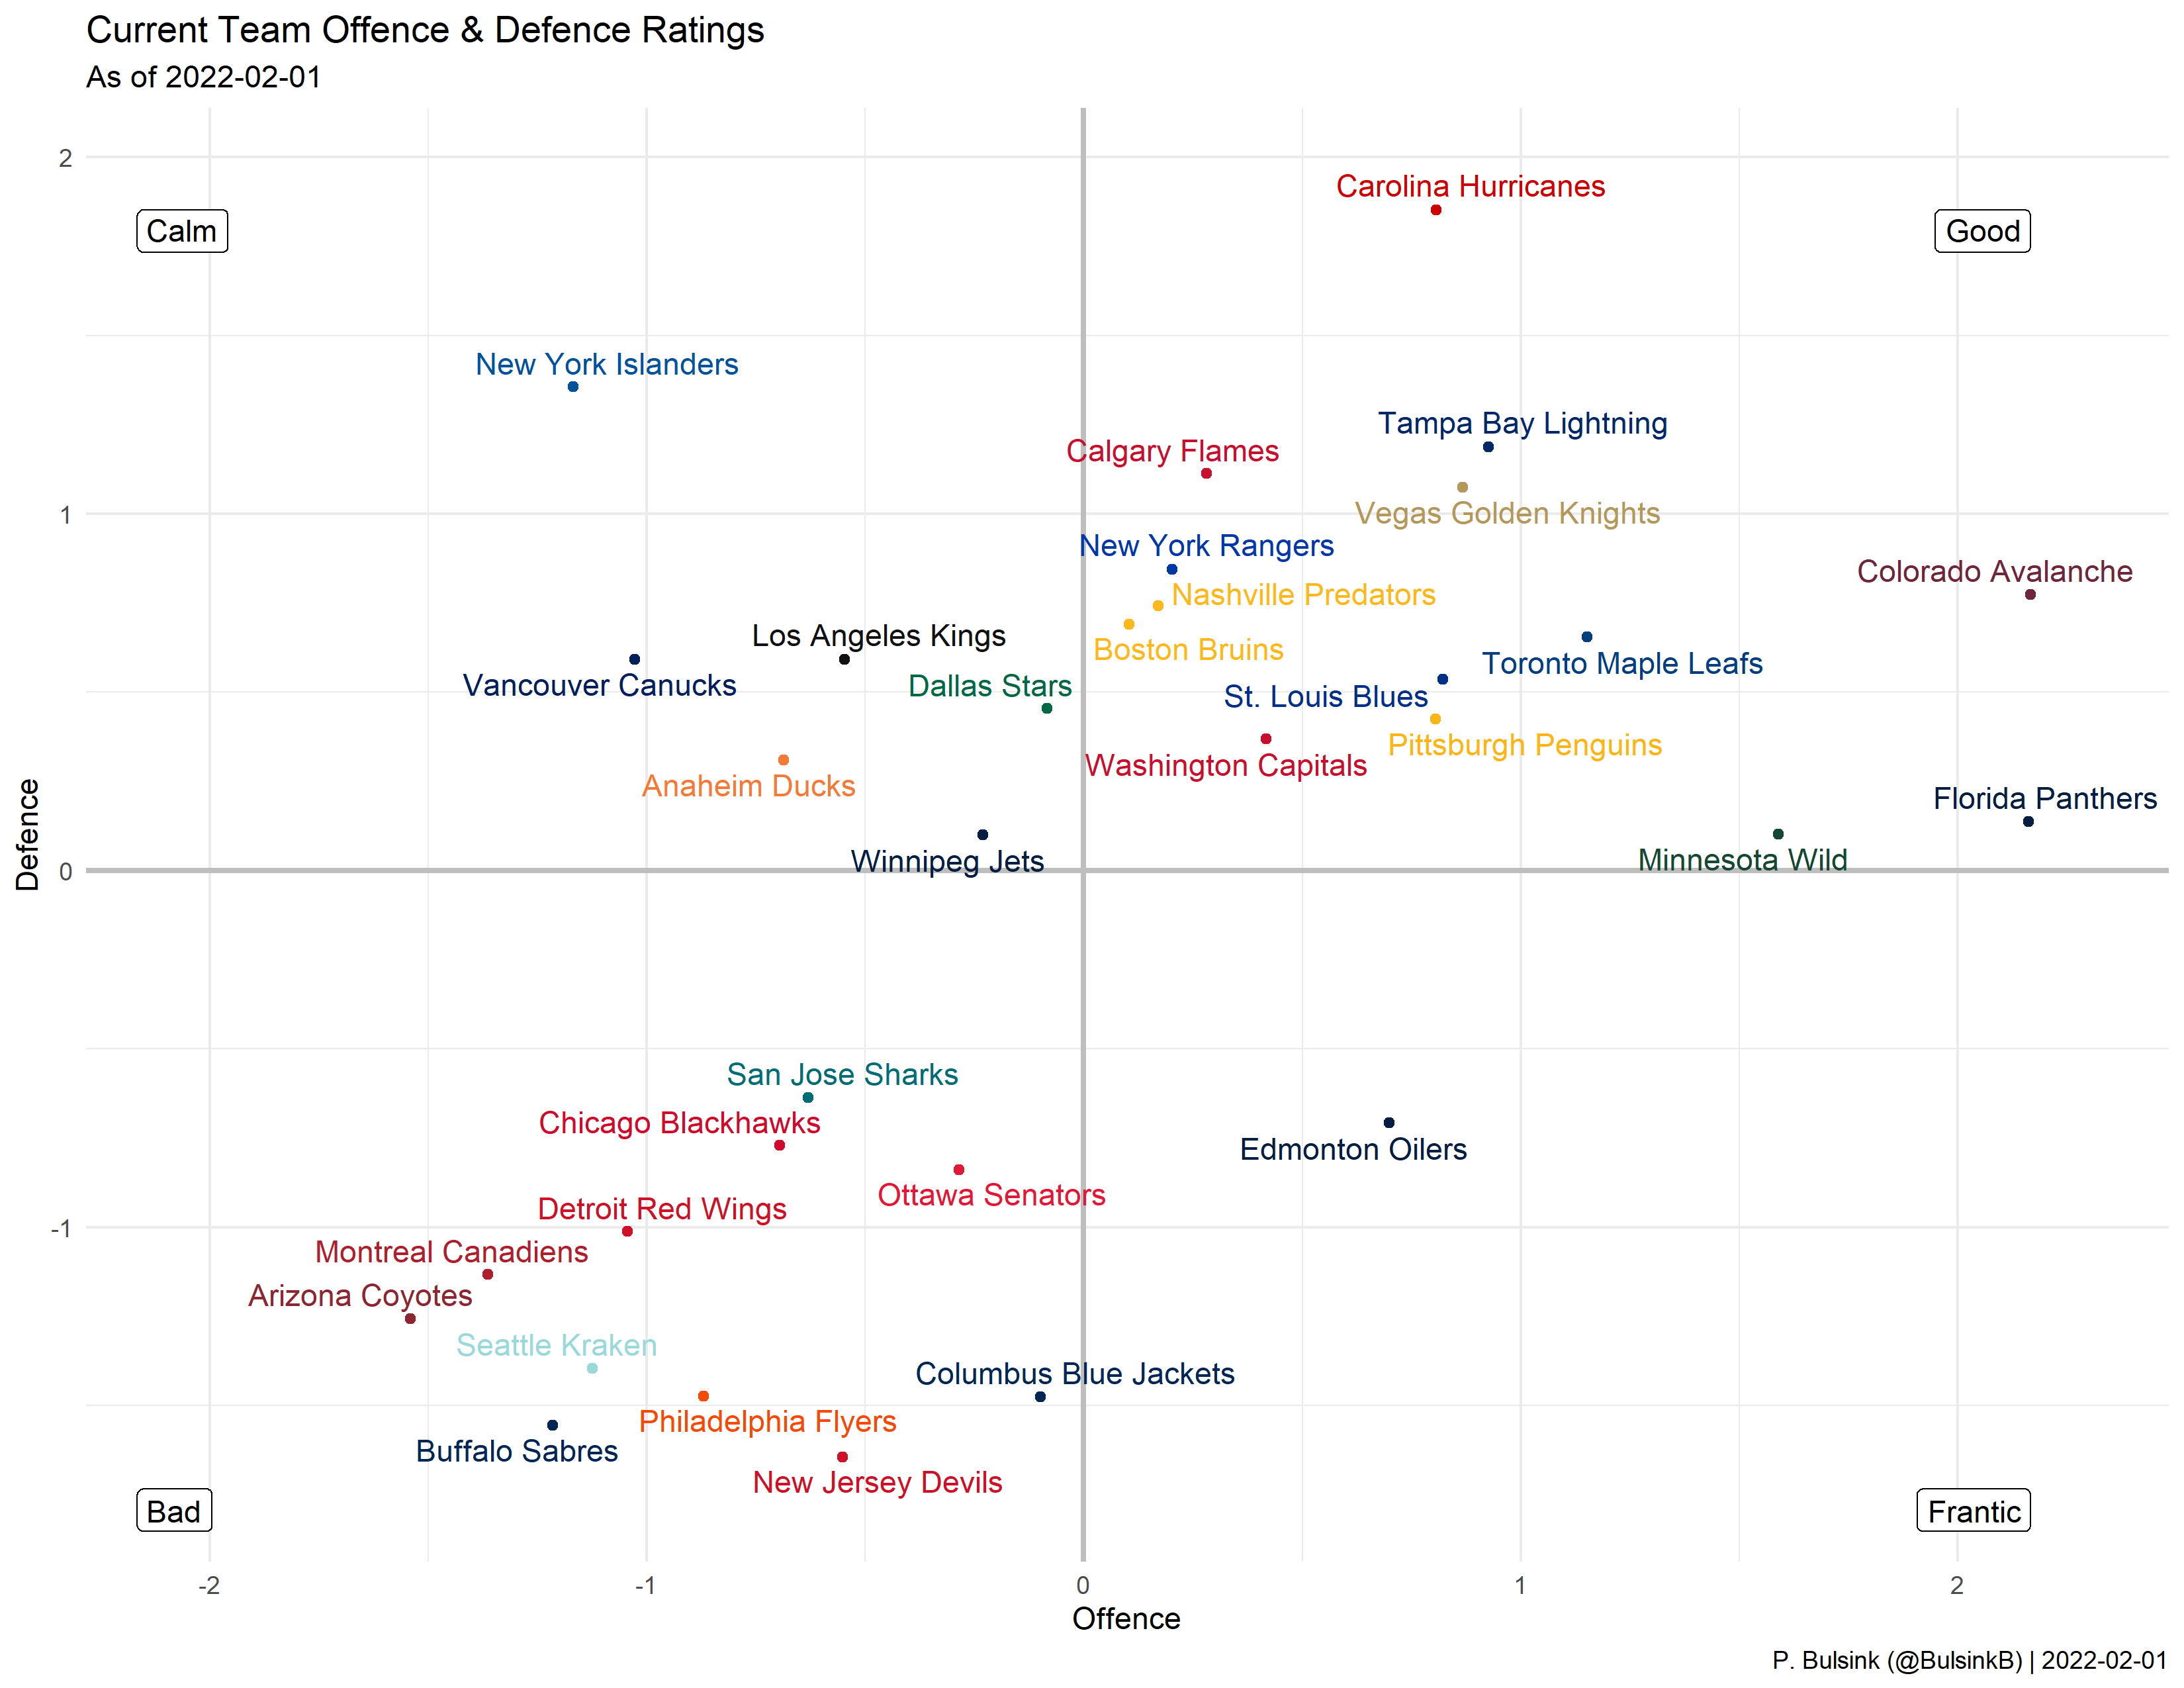 Current Team Offence & Defence Ratings
As of 2022-02-01
2
Carolina Hurricanes
Calm
Good
New York Islanders
Tampa Bay Lightning
Calgary Flames
1
Vegas Golden Knights
New York Rangers
Colorado Avalanche
Nashville Predators
Los Angeles Kings
Boston Bruins
Toronto Maple Leafs
Vancouver Canucks
Dallas Stars
St. Louis Blues
Pittsburgh Penguins
Washington Capitals
Anaheim Ducks
Florida Panthers
Defence
Winnipeg Jets
Minnesota Wild
0
San Jose Sharks
Chicago Blackhawks
Edmonton Oilers
Ottawa Senators
Detroit Red Wings
-1
Montreal Canadiens
Arizona Coyotes
Seattle Kraken
Columbus Blue Jackets
Philadelphia Flyers
Buffalo Sabres
New Jersey Devils
Bad
Frantic
-2 -1 0 1 2
Offence
P. Bulsink (@BulsinkB) | 2022-02-01